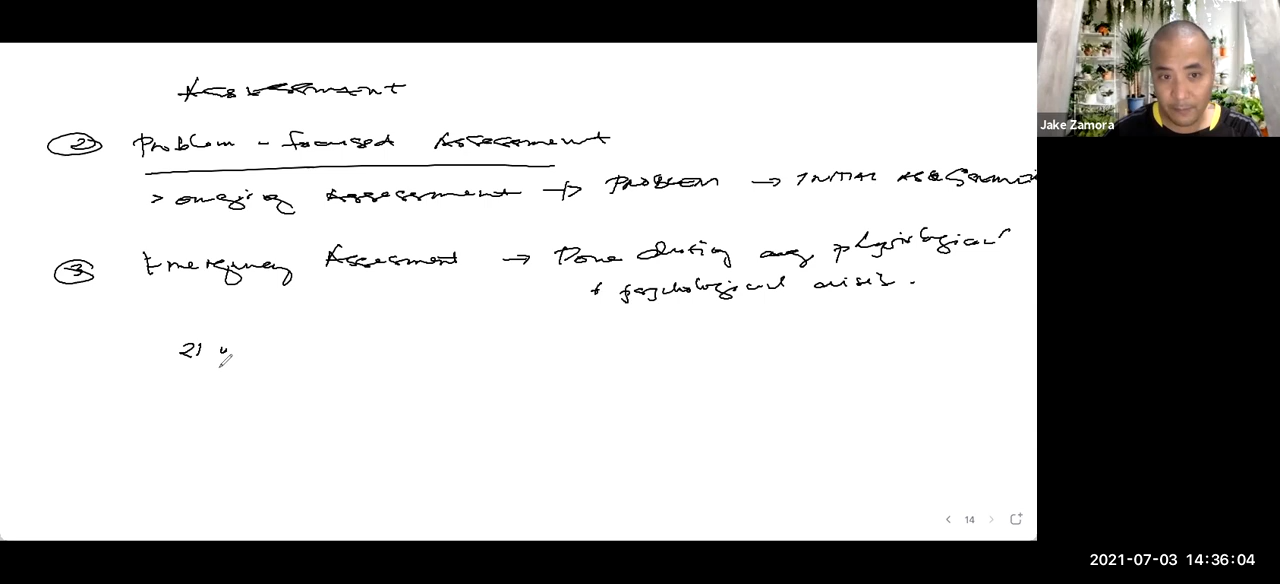 Assessment
② Problem - focused Assessment
> ongoing Assessment → PROBLEM → INITIAL ASSESSMENT
③ Emergency Assessment → Done during any physiological
+ psychological crisis.
21 y
Jake Zamora
14
2021-07-03 14:36:04